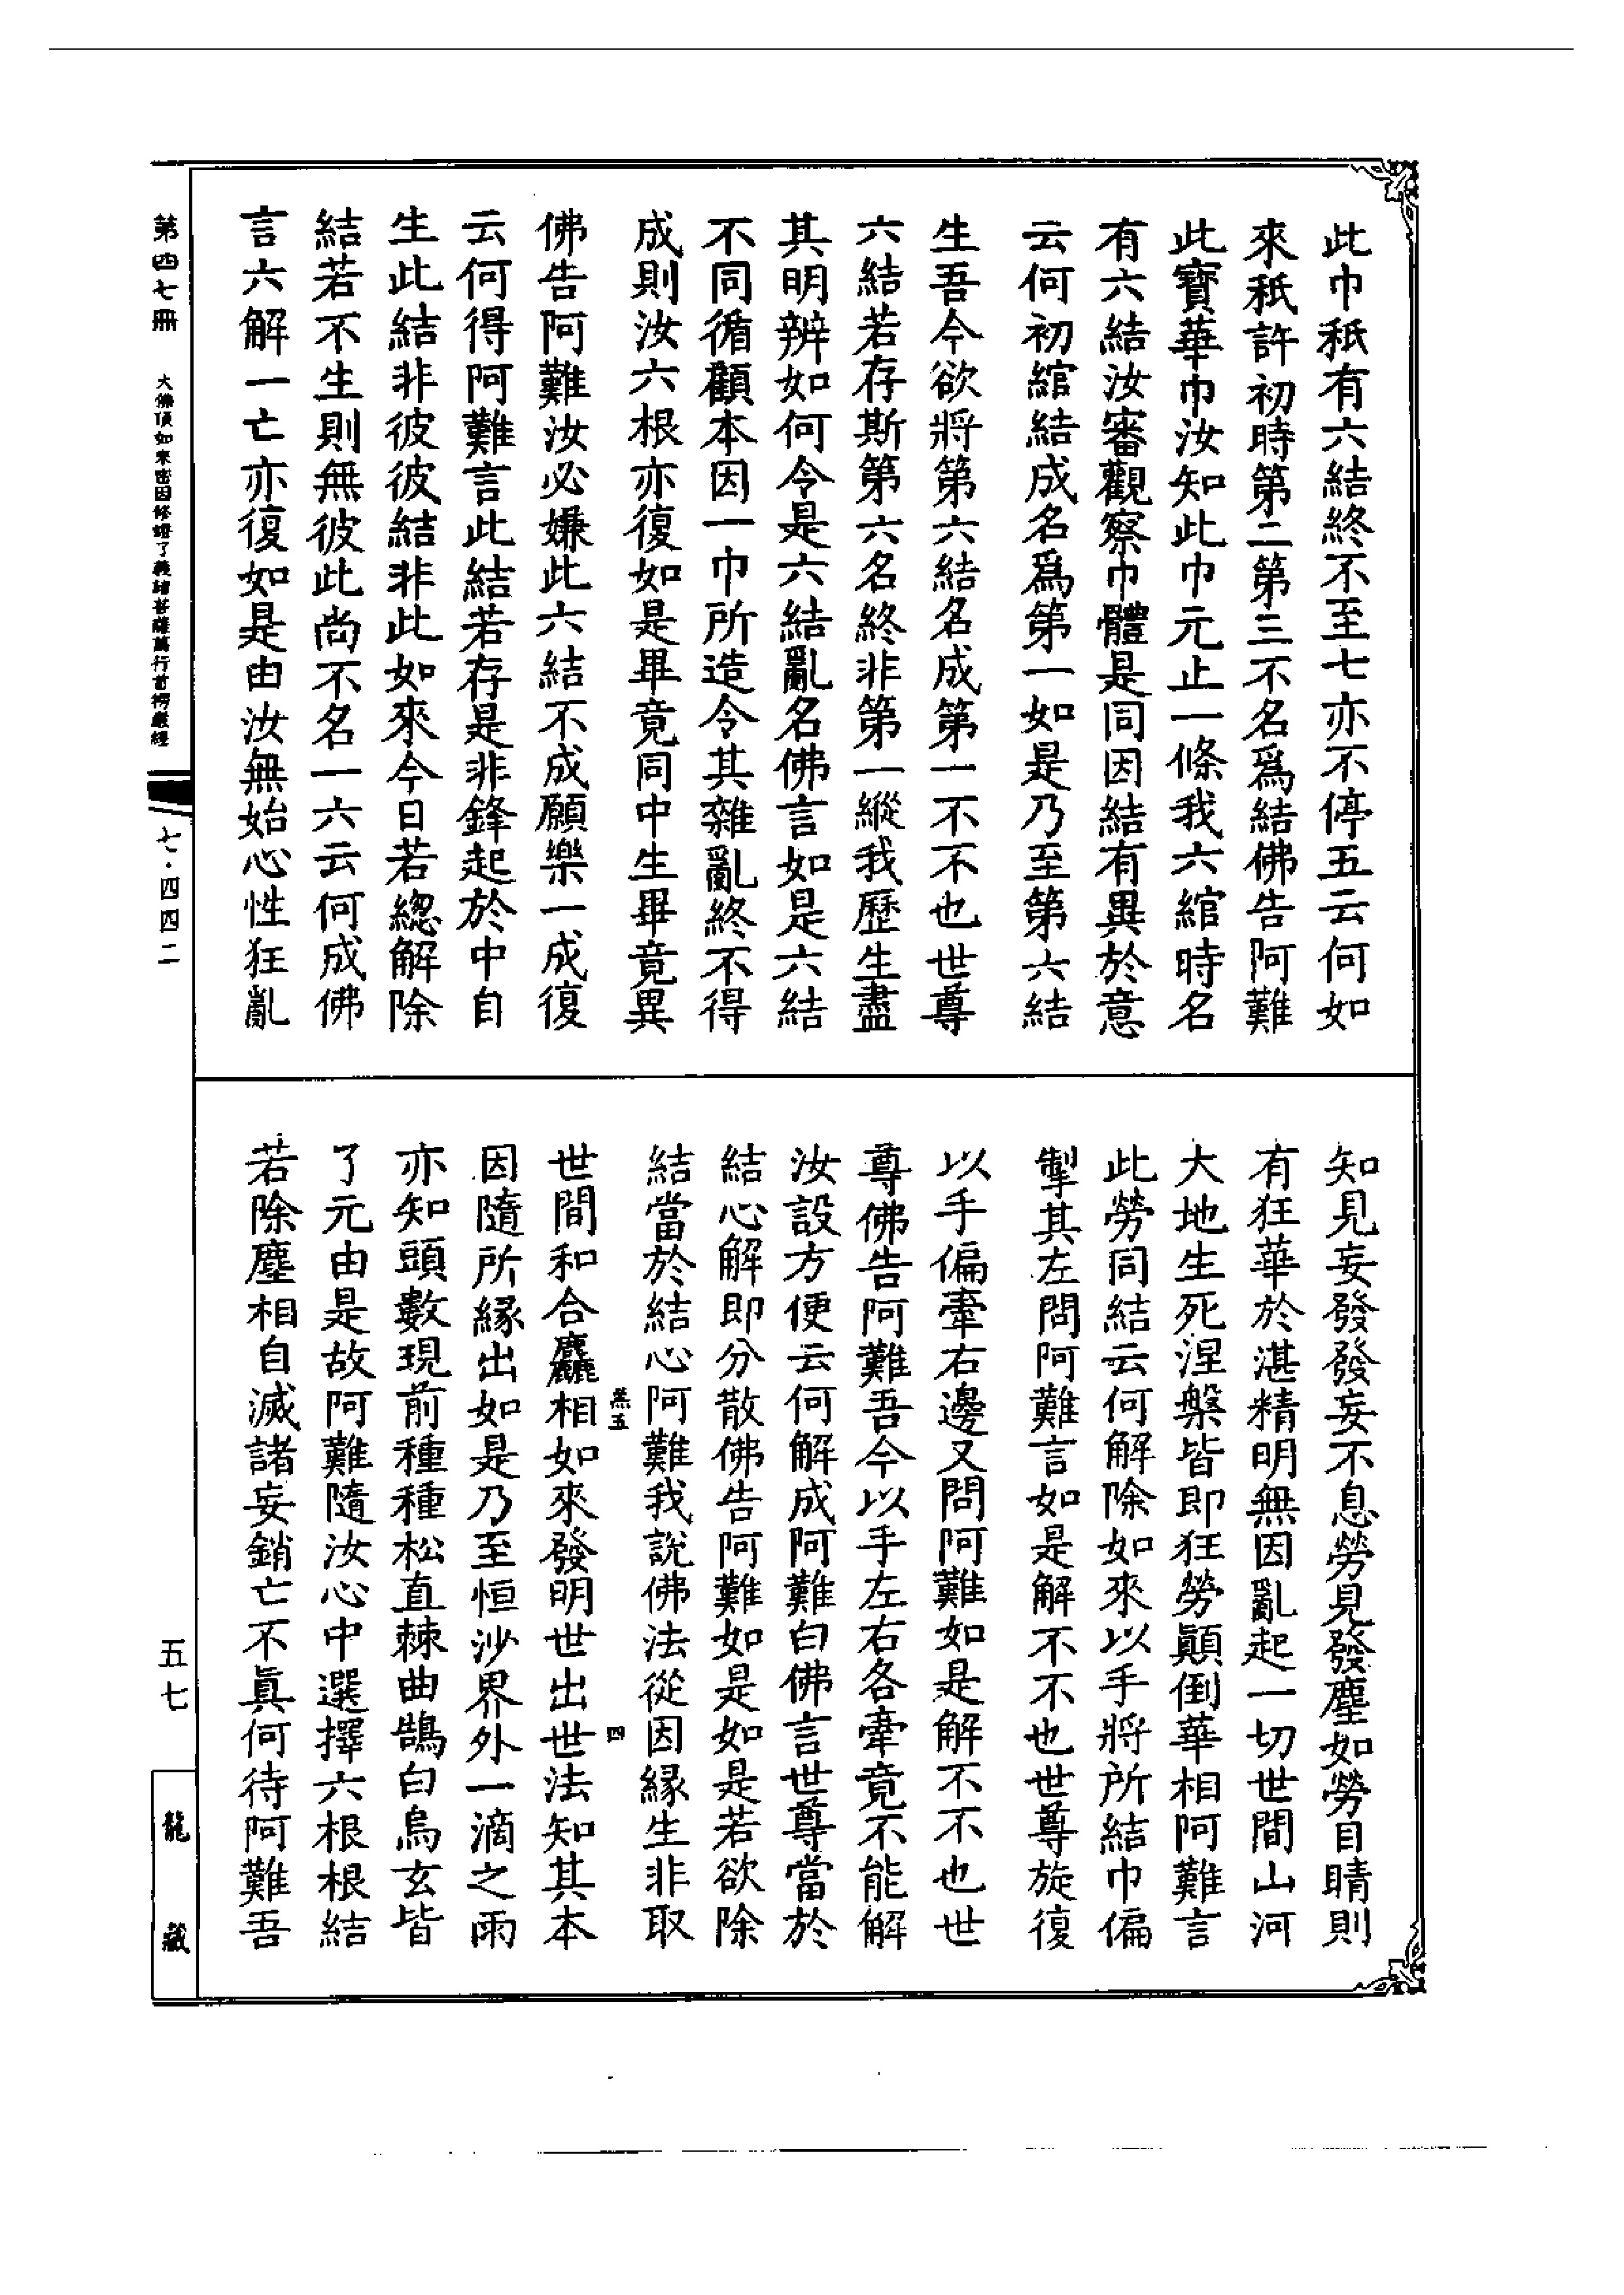 此巾秖有六結終不至七亦不停五云何如
來秖許初時第二第三不名爲結佛告阿難
此寶華巾汝知此巾元止一條我六綰時名
有六結汝審觀察巾體是同因結有異於意
云何初綰結成名爲第一如是乃至第六結
生吾今欲將第六結名成第一不不也世尊
六結若存斯第六名終非第一縱我歷生盡
其明辨如何令是六結亂名佛言如是六結
不同循顧本因一巾所造令其雜亂終不得
成則汝六根亦復如是畢竟同中生畢竟異
佛告阿難汝必嫌此六結不成願樂一成復
云何得阿難言此結若存是非鋒起於中自
生此結非彼彼結非此如來今日若總解除
結若不生則無彼此尚不名一六云何成佛
言六解一亡亦復如是由汝無始心性狂亂
知見妄發發妄不息勞見發塵如勞目睛則
有狂華於湛精明無因亂起一切世間山河
大地生死涅槃皆即狂勞顚倒華相阿難言
此勞同結云何解除如來以手將所結巾偏
掣其左問阿難言如是解不不也世尊旋復
以手偏牽右邊又問阿難如是解不不也世
尊佛告阿難吾今以手左右各牽竟不能解
汝設方便云何解成阿難白佛言世尊當於
結心解即分散佛告阿難如是如是若欲除
結當於結心阿難我說佛法從因緣生非取
羔五
四
世間和合麤相如來發明世出世法知其本
因隨所緣出如是乃至恒沙界外一滴之雨
亦知頭數現前種種松直棘曲鵠白烏玄皆
了元由是故阿難隨汝心中選擇六根根結
若除塵相自滅諸妄銷亡不眞何待阿難吾
第四七冊
大佛頂如來密因修證了義諸菩薩萬行首楞嚴經
七·四四二
五七
龍藏